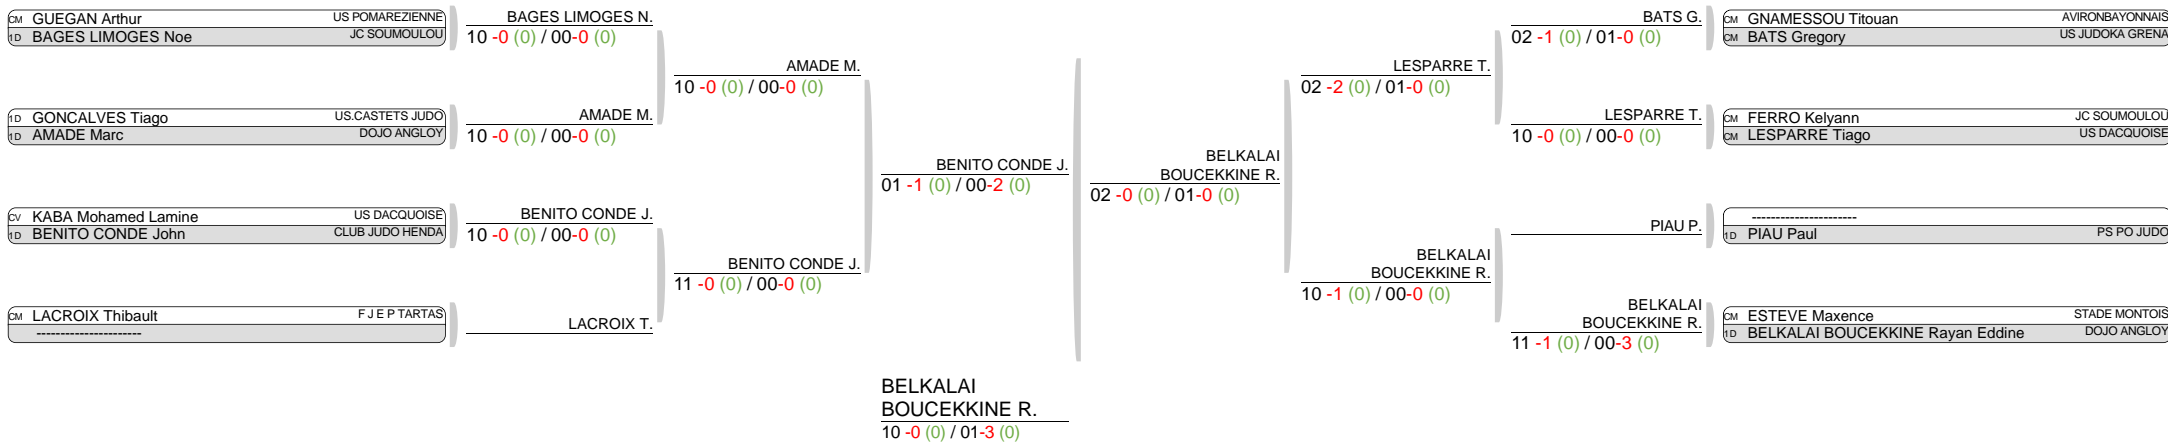 CM GUEGAN Arthur US POMAREZIENNE
1D BAGES LIMOGES Noe JC SOUMOULOU
BAGES LIMOGES N.
10 -0 (0) / 00-0 (0)
1D GONCALVES Tiago US.CASTETS JUDO
1D AMADE Marc DOJO ANGLOY
AMADE M.
10 -0 (0) / 00-0 (0)
AMADE M.
10 -0 (0) / 00-0 (0)
CV KABA Mohamed Lamine US DACQUOISE
1D BENITO CONDE John CLUB JUDO HENDA
BENITO CONDE J.
10 -0 (0) / 00-0 (0)
CM LACROIX Thibault F J E P TARTAS
----------------------
LACROIX T.
BENITO CONDE J.
11 -0 (0) / 00-0 (0)
BENITO CONDE J.
01 -1 (0) / 00-2 (0)
BELKALAI
BOUCEKKINE R.
10 -0 (0) / 01-3 (0)
BELKALAI
BOUCEKKINE R.
02 -0 (0) / 01-0 (0)
LESPARRE T.
02 -2 (0) / 01-0 (0)
BELKALAI
BOUCEKKINE R.
10 -1 (0) / 00-0 (0)
BATS G.
02 -1 (0) / 01-0 (0)
CM GNAMESSOU Titouan AVIRONBAYONNAIS
CM BATS Gregory US JUDOKA GRENA
LESPARRE T.
10 -0 (0) / 00-0 (0)
CM FERRO Kelyann JC SOUMOULOU
CM LESPARRE Tiago US DACQUOISE
PIAU P.
----------------------
1D PIAU Paul PS PO JUDO
BELKALAI
BOUCEKKINE R.
11 -1 (0) / 00-3 (0)
CM ESTEVE Maxence STADE MONTOIS
1D BELKALAI BOUCEKKINE Rayan Eddine DOJO ANGLOY